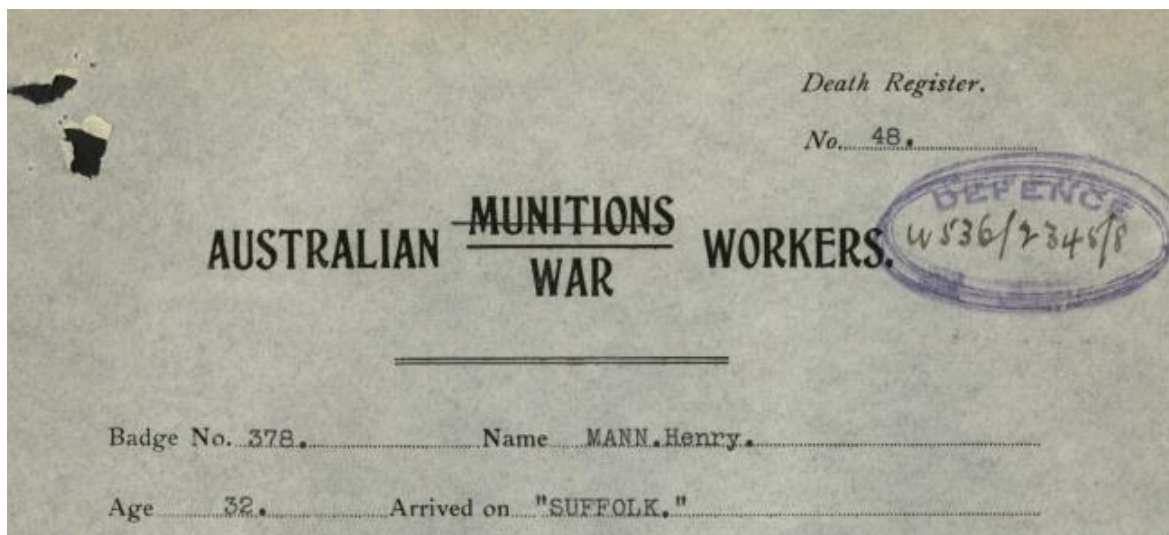 Death Register.
No. 48.
DEFENCE
W536/2345/8
AUSTRALIAN MUNITIONS WORKERS.
WAR
Badge No. 378. Name MANN.Henry.
Age 32. Arrived on "SUFFOLK."